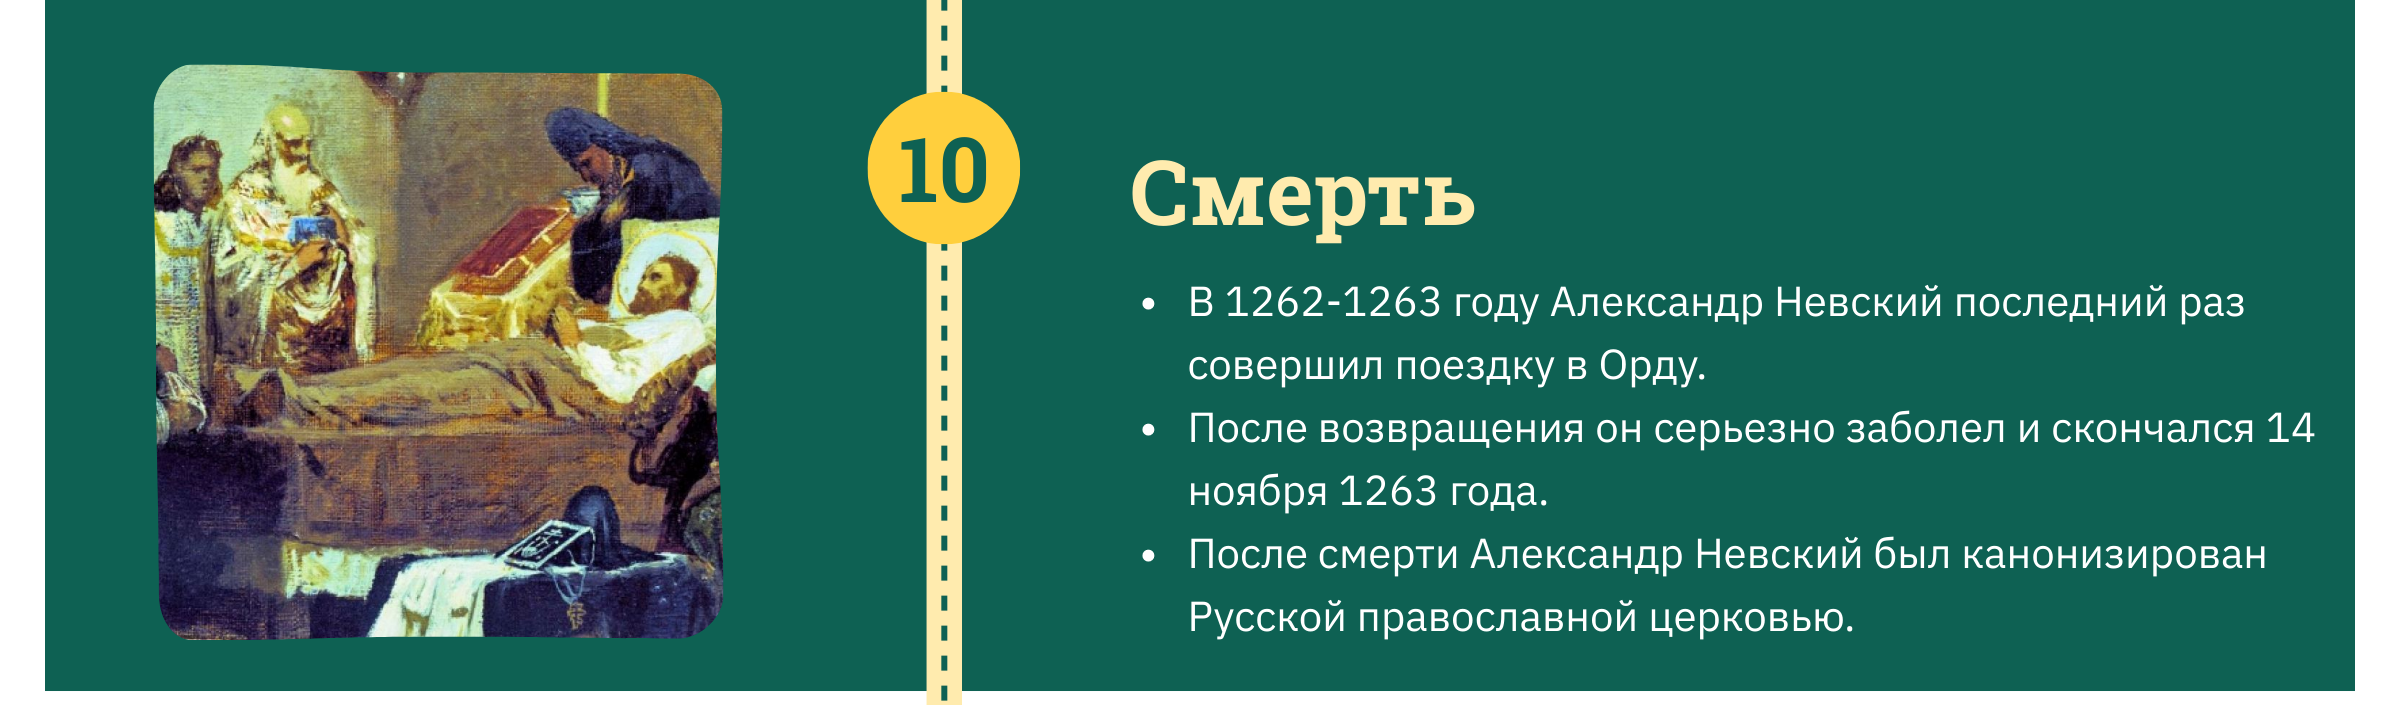 10
Смерть
• В 1262-1263 году Александр Невский последний раз
совершил поездку в Орду.
• После возвращения он серьезно заболел и скончался 14
ноября 1263 года.
• После смерти Александр Невский был канонизирован
Русской православной церковью.